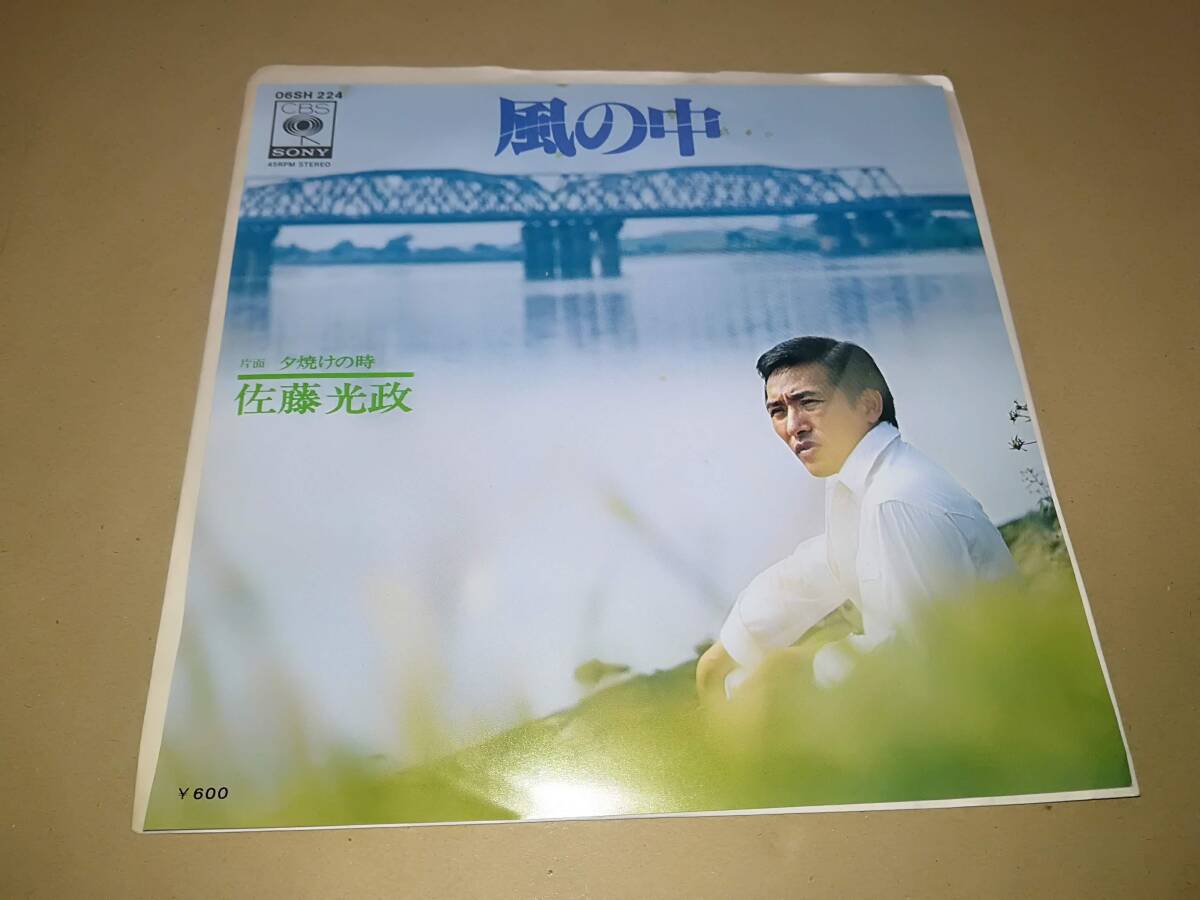 06SH 224
CBS
SONY
45RPM STEREO
風の中
片面 夕焼けの時
佐藤光政
¥600